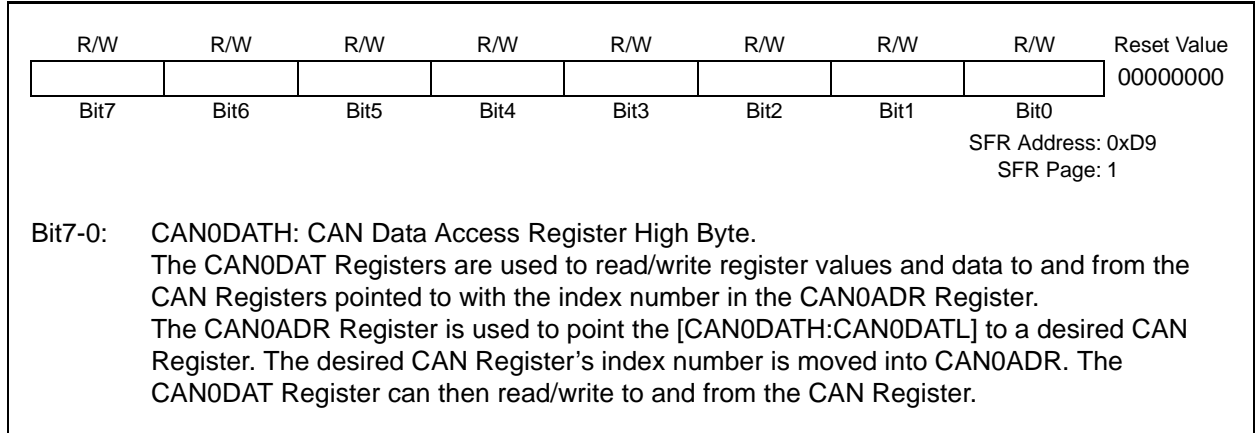 R/W R/W R/W R/W R/W R/W R/W R/W Reset Value
00000000
Bit7 Bit6 Bit5 Bit4 Bit3 Bit2 Bit1 Bit0
SFR Address: 0xD9
SFR Page: 1
Bit7-0: CAN0DATH: CAN Data Access Register High Byte.
The CAN0DAT Registers are used to read/write register values and data to and from the
CAN Registers pointed to with the index number in the CAN0ADR Register.
The CAN0ADR Register is used to point the [CAN0DATH:CAN0DATL] to a desired CAN
Register. The desired CAN Register’s index number is moved into CAN0ADR. The
CAN0DAT Register can then read/write to and from the CAN Register.